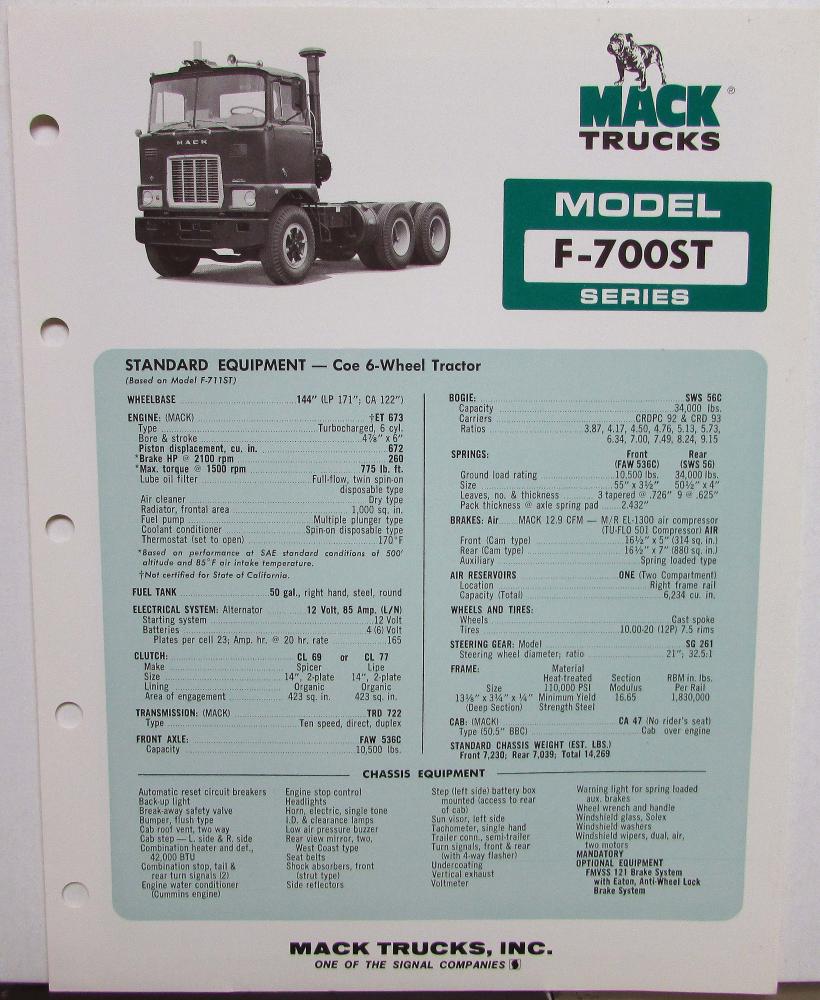 MACK
MACK®
TRUCKS
MODEL
F-700ST
SERIES
STANDARD EQUIPMENT — Coe 6-Wheel Tractor
(Based on Model F-711ST)
WHEELBASE 144" (LP 171"; CA 122")
ENGINE: (MACK) †ET 673
Type Turbocharged, 6 cyl.
Bore & stroke 4⅞" x 6"
Piston displacement, cu. in. 672
*Brake HP @ 2100 rpm 260
*Max. torque @ 1500 rpm 775 lb. ft.
Lube oil filter Full-flow, twin spin-on
disposable type
Air cleaner Dry type
Radiator, frontal area 1,000 sq. in.
Fuel pump Multiple plunger type
Coolant conditioner Spin-on disposable type
Thermostat (set to open) 170°F
*Based on performance at SAE standard conditions of 500'
altitude and 85°F air intake temperature.
†Not certified for State of California.
FUEL TANK 50 gal., right hand, steel, round
ELECTRICAL SYSTEM: Alternator 12 Volt, 85 Amp. (L/N)
Starting system 12 Volt
Batteries 4 (6) Volt
Plates per cell 23; Amp. hr. @ 20 hr. rate 165
CLUTCH: CL 69 or CL 77
Make Spicer Lipe
Size 14", 2-plate 14", 2-plate
Lining Organic Organic
Area of engagement 423 sq. in. 423 sq. in.
TRANSMISSION: (MACK) TRD 722
Type Ten speed, direct, duplex
FRONT AXLE: FAW 536C
Capacity 10,500 lbs.
BOGIE: SWS 56C
Capacity 34,000 lbs.
Carriers CRDPC 92 & CRD 93
Ratios 3.87, 4.17, 4.50, 4.76, 5.13, 5.73,
6.34, 7.00, 7.49, 8.24, 9.15
SPRINGS: Front Rear
(FAW 536C) (SWS 56)
Ground load rating 10,500 lbs. 34,000 lbs.
Size 55" x 3½" 50½" x 4"
Leaves, no. & thickness 3 tapered @ .726" 9 @ .625"
Pack thickness @ axle spring pad 2.432"
BRAKES: Air MACK 12.9 CFM — M/R EL-1300 air compressor
(TU-FLO 501 Compressor) AIR
Front (Cam type) 16½" x 5" (314 sq. in.)
Rear (Cam type) 16½" x 7" (880 sq. in.)
Auxiliary Spring loaded type
AIR RESERVOIRS ONE (Two Compartment)
Location Right frame rail
Capacity (Total) 6,234 cu. in.
WHEELS AND TIRES:
Wheels Cast spoke
Tires 10.00-20 (12P) 7.5 rims
STEERING GEAR: Model SG 261
Steering wheel diameter; ratio 21"; 32.5:1
FRAME: Material
Heat-treated Section RBM in. lbs.
Size 110,000 PSI Modulus Per Rail
13⅛" x 3¼" x ¼" Minimum Yield 16.65 1,830,000
(Deep Section) Strength Steel
CAB: (MACK) CA 47 (No rider's seat)
Type (50.5" BBC) Cab over engine
STANDARD CHASSIS WEIGHT (EST. LBS.)
Front 7,230; Rear 7,039; Total 14,269
CHASSIS EQUIPMENT
Automatic reset circuit breakers
Back-up light
Break-away safety valve
Bumper, flush type
Cab roof vent, two way
Cab step — L. side & R. side
Combination heater and def.,
42,000 BTU
Combination stop, tail &
rear turn signals (2)
Engine water conditioner
(Cummins engine)
Engine stop control
Headlights
Horn, electric, single tone
I.D. & clearance lamps
Low air pressure buzzer
Rear view mirror, two,
West Coast type
Seat belts
Shock absorbers, front
(strut type)
Side reflectors
Step (left side) battery box
mounted (access to rear
of cab)
Sun visor, left side
Tachometer, single hand
Trailer conn., semi-trailer
Turn signals, front & rear
(with 4-way flasher)
Undercoating
Vertical exhaust
Voltmeter
Warning light for spring loaded
aux. brakes
Wheel wrench and handle
Windshield glass, Solex
Windshield washers
Windshield wipers, dual, air,
two motors
MANDATORY
OPTIONAL EQUIPMENT
FMVSS 121 Brake System
with Eaton, Anti-Wheel Lock
Brake System
MACK TRUCKS, INC.
ONE OF THE SIGNAL COMPANIES